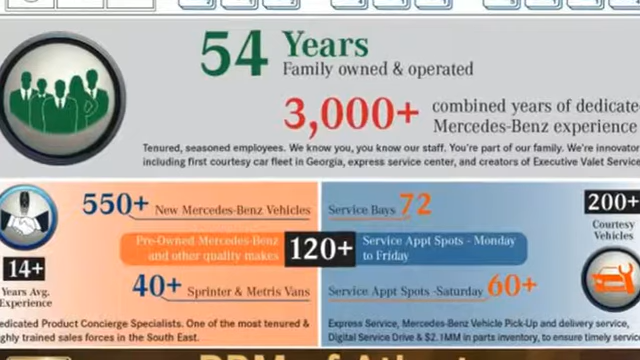 54 Years
Family owned & operated
3,000+ combined years of dedicate
Mercedes-Benz experience
Tenured, seasoned employees. We know you, you know our staff. You're part of our family. We're innovator
including first courtesy car fleet in Georgia, express service center, and creators of Executive Valet Service
550+ New Mercedes-Benz Vehicles
Pre-Owned Mercedes-Benz
and other quality makes
120+
40+ Sprinter & Metris Vans
14+
Years Avg.
Experience
edicated Product Concierge Specialists. One of the most tenured &
ghly trained sales forces in the South East.
Service Bays 72
Service Appt Spots - Monday
to Friday
Service Appt Spots -Saturday 60+
200+
Courtesy
Vehicles
Express Service, Mercedes-Benz Vehicle Pick-Up and delivery service,
Digital Service Drive & $2.1MM in parts inventory, to ensure timely servic